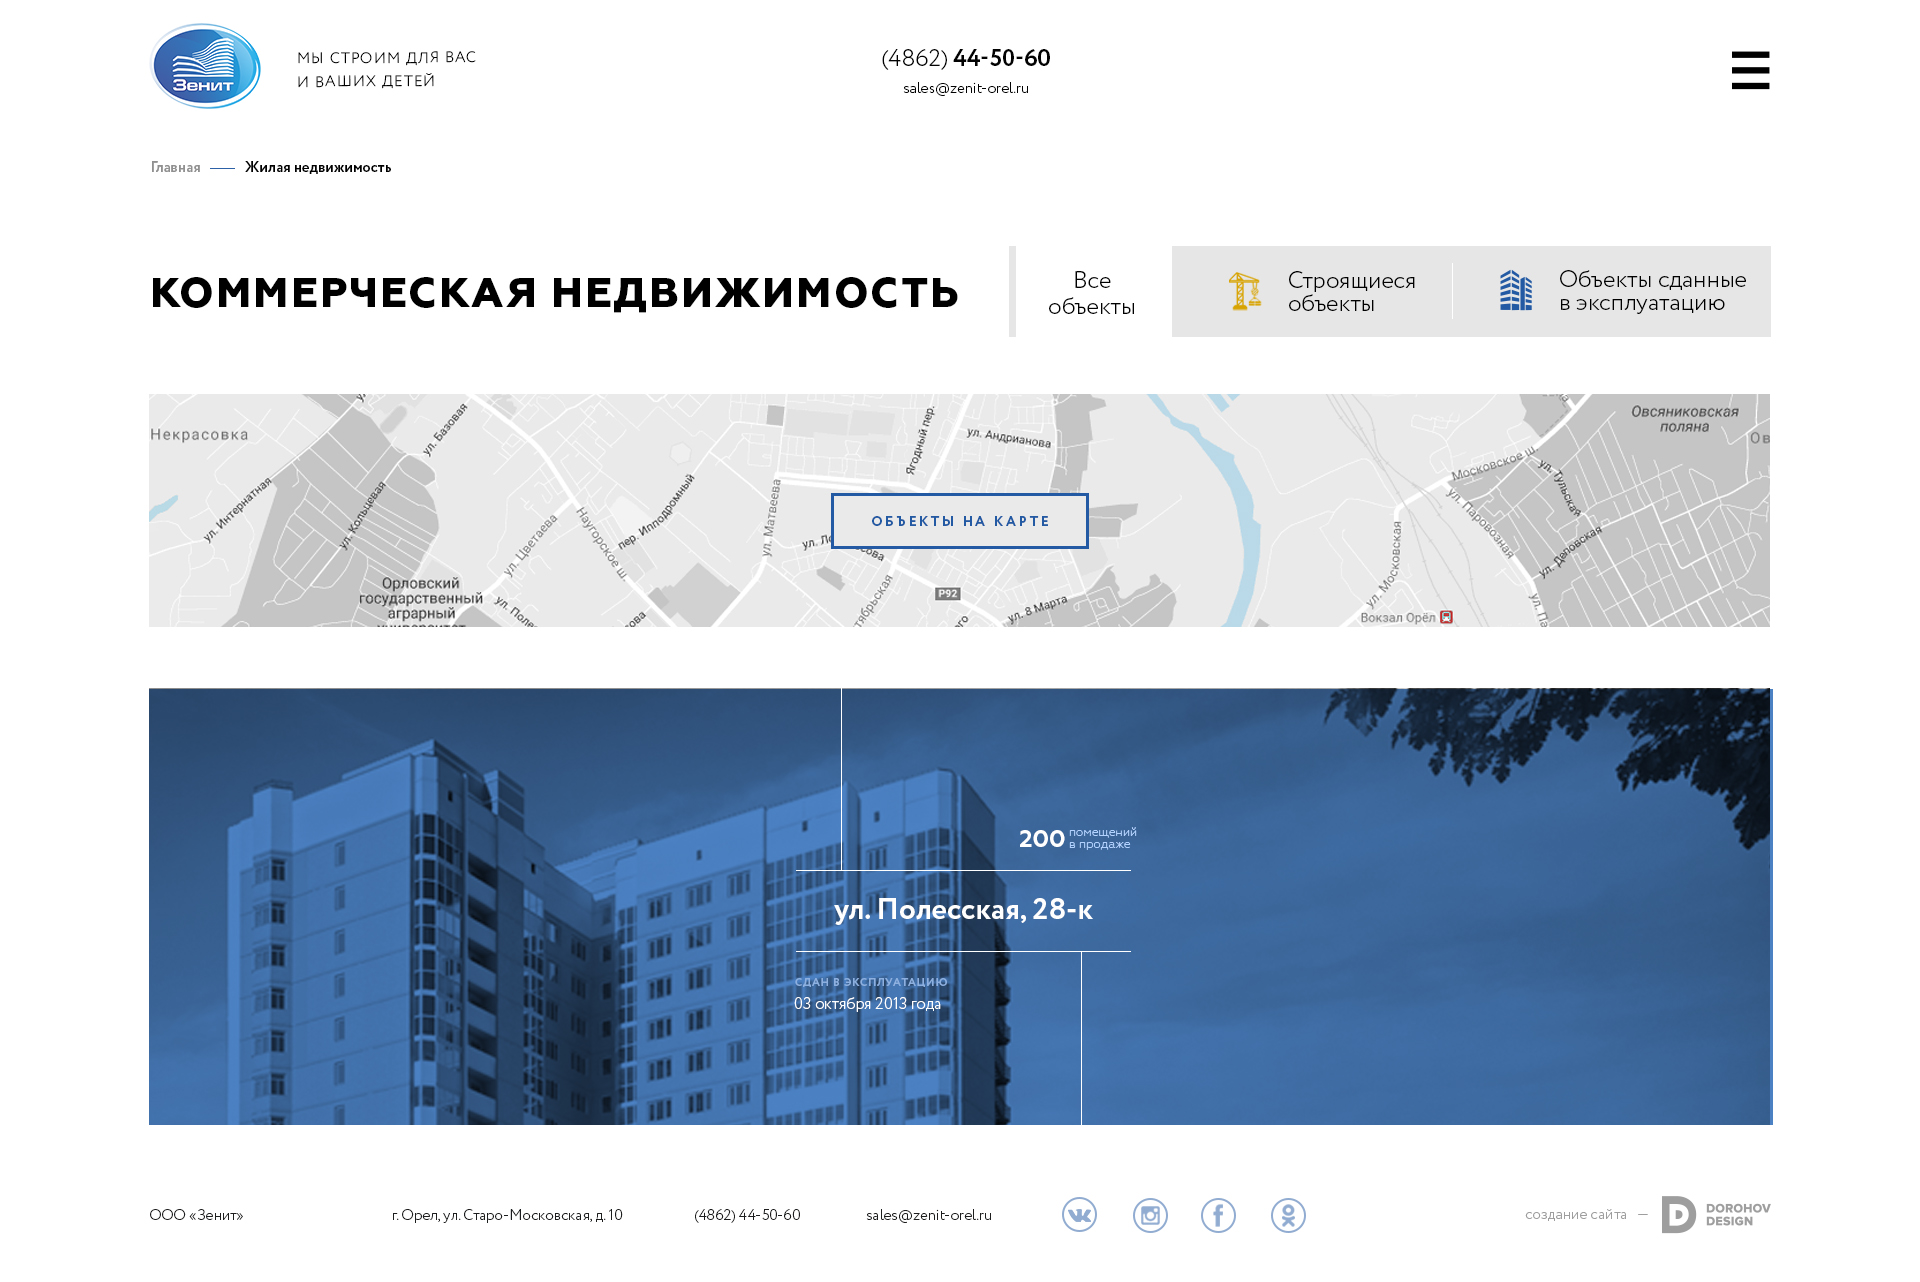 Зенит
МЫ СТРОИМ ДЛЯ ВАС
И ВАШИХ ДЕТЕЙ
(4862) 44-50-60
sales@zenit-orel.ru
Главная — Жилая недвижимость
КОММЕРЧЕСКАЯ НЕДВИЖИМОСТЬ
Все
объекты
Строящиеся
объекты
Объекты сданные
в эксплуатацию
Некрасовка
ул. Базовая
Ягодный пер.
ул. Андрианова
Овсяниковская
поляна
Ов
Московское ш.
ул. Интернатная
ул. Кольцевая
ул. Цветаева
Наугорское ш.
пер. Ипподромный
ул. Матвеева
ОБЪЕКТЫ НА КАРТЕ
ул. Тульская
ул. Паровозная
ул. Деповская
ул. Московская
Орловский
государственный
аграрный
университет
P92
ул. 8 Марта
Вокзал Орёл
200 помещений
в продаже
ул. Полесская, 28-к
СДАН В ЭКСПЛУАТАЦИЮ
03 октября 2013 года
ООО «Зенит»
г. Орел, ул. Старо-Московская, д. 10
(4862) 44-50-60
sales@zenit-orel.ru
создание сайта —
DOROHOV
DESIGN